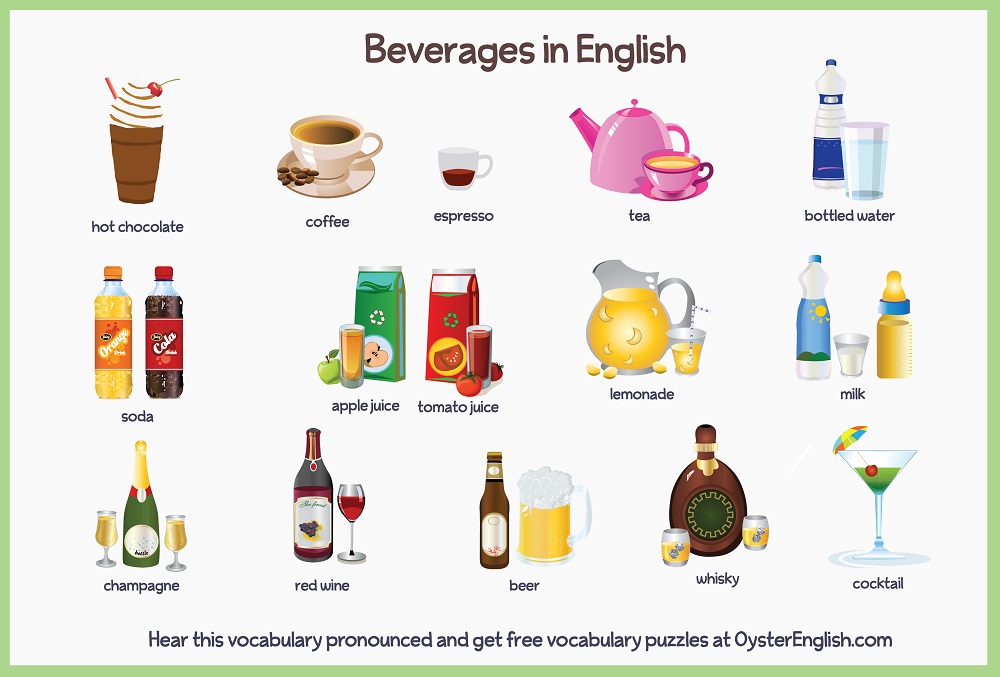 Beverages in English
hot chocolate
coffee
espresso
tea
bottled water
Orange
Drink
Cola
Drink
soda
apple juice
tomato juice
lemonade
milk
champagne
red wine
beer
whisky
cocktail
Hear this vocabulary pronounced and get free vocabulary puzzles at OysterEnglish.com